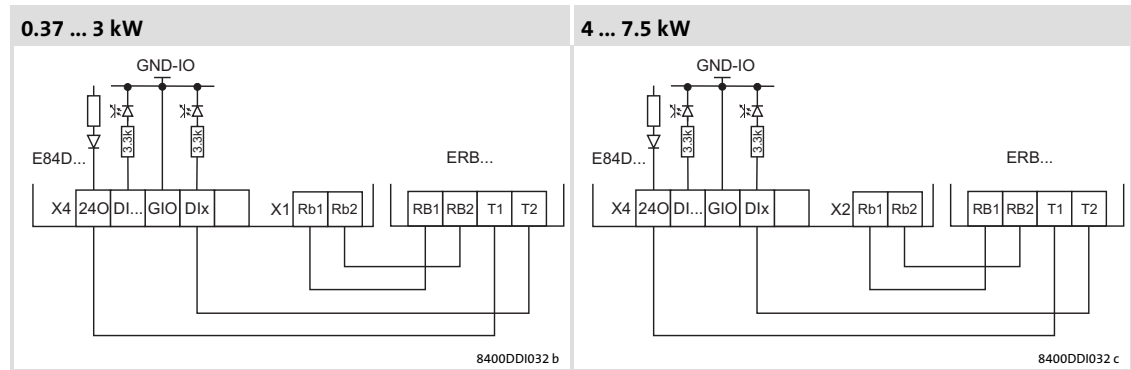 0.37 ... 3 kW
4 ... 7.5 kW
GND-IO
3.3k
3.3k
E84D...
ERB...
X4 24O DI... GIO DIx
X1 Rb1 Rb2
RB1 RB2 T1 T2
8400DDI032 b
GND-IO
3.3k
3.3k
E84D...
ERB...
X4 24O DI... GIO DIx
X2 Rb1 Rb2
RB1 RB2 T1 T2
8400DDI032 c